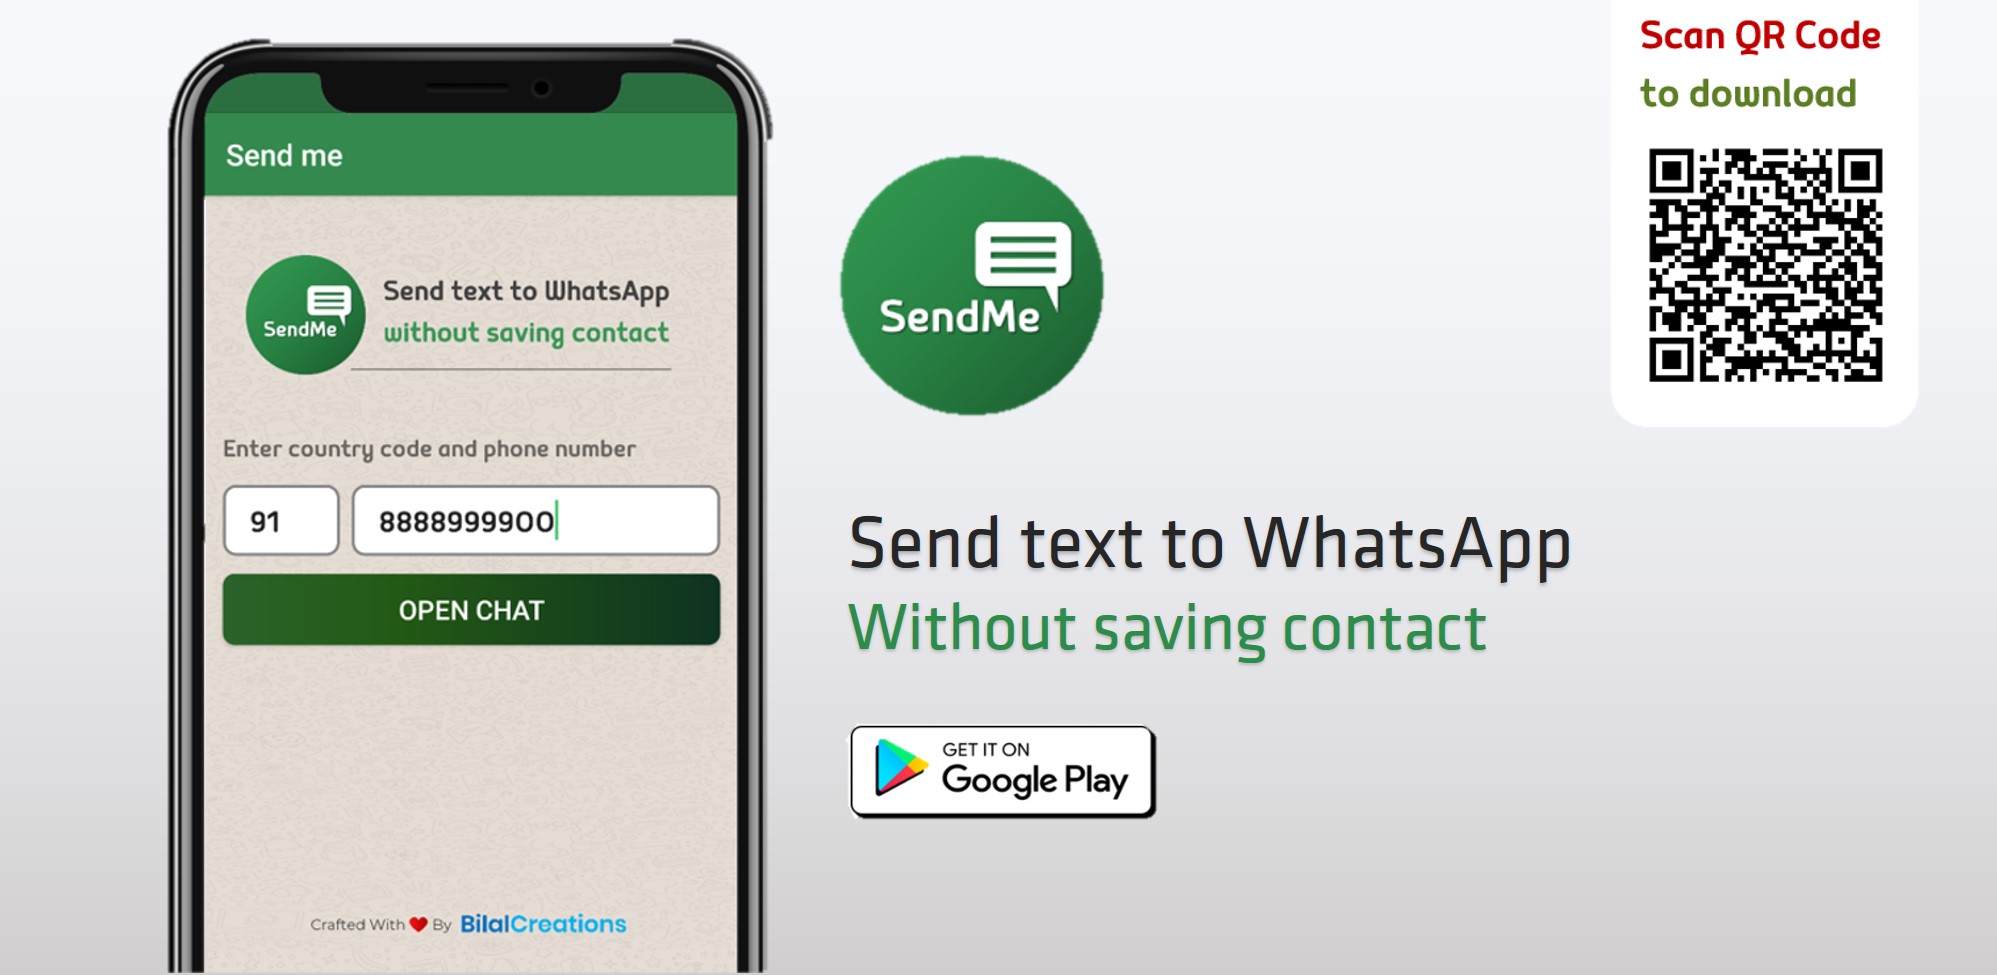 Send me
SendMe
Send text to WhatsApp
without saving contact
Enter country code and phone number
91
8888999900
OPEN CHAT
Crafted With ❤ By BilalCreations
SendMe
Send text to WhatsApp
Without saving contact
GET IT ON
Google Play
Scan QR Code
to download